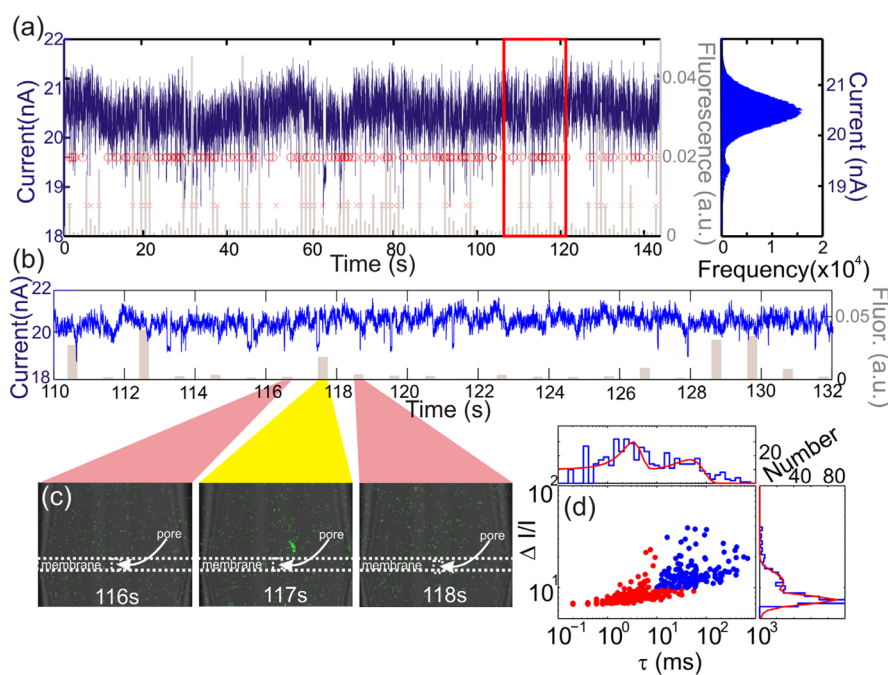 (a)
22
21
20
19
18
Current(nA)
0 20 40 60 80 100 120 140
Time (s)
0.04
0.02
0
Fluorescence (a.u.)
21
20
19
Current (nA)
0 1 2
Frequency(x10⁴)
(b)
22
20
18
Current(nA)
110 112 114 116 118 120 122 124 126 128 130 132
Time (s)
0.05
0
Fluor. (a.u.)
(c)
pore
membrane
116s
pore
membrane
117s
pore
membrane
118s
(d)
20
Number
40 80
10²
10¹
Δ I/I
10⁻¹ 10⁰ 10¹ 10² 10³
τ (ms)